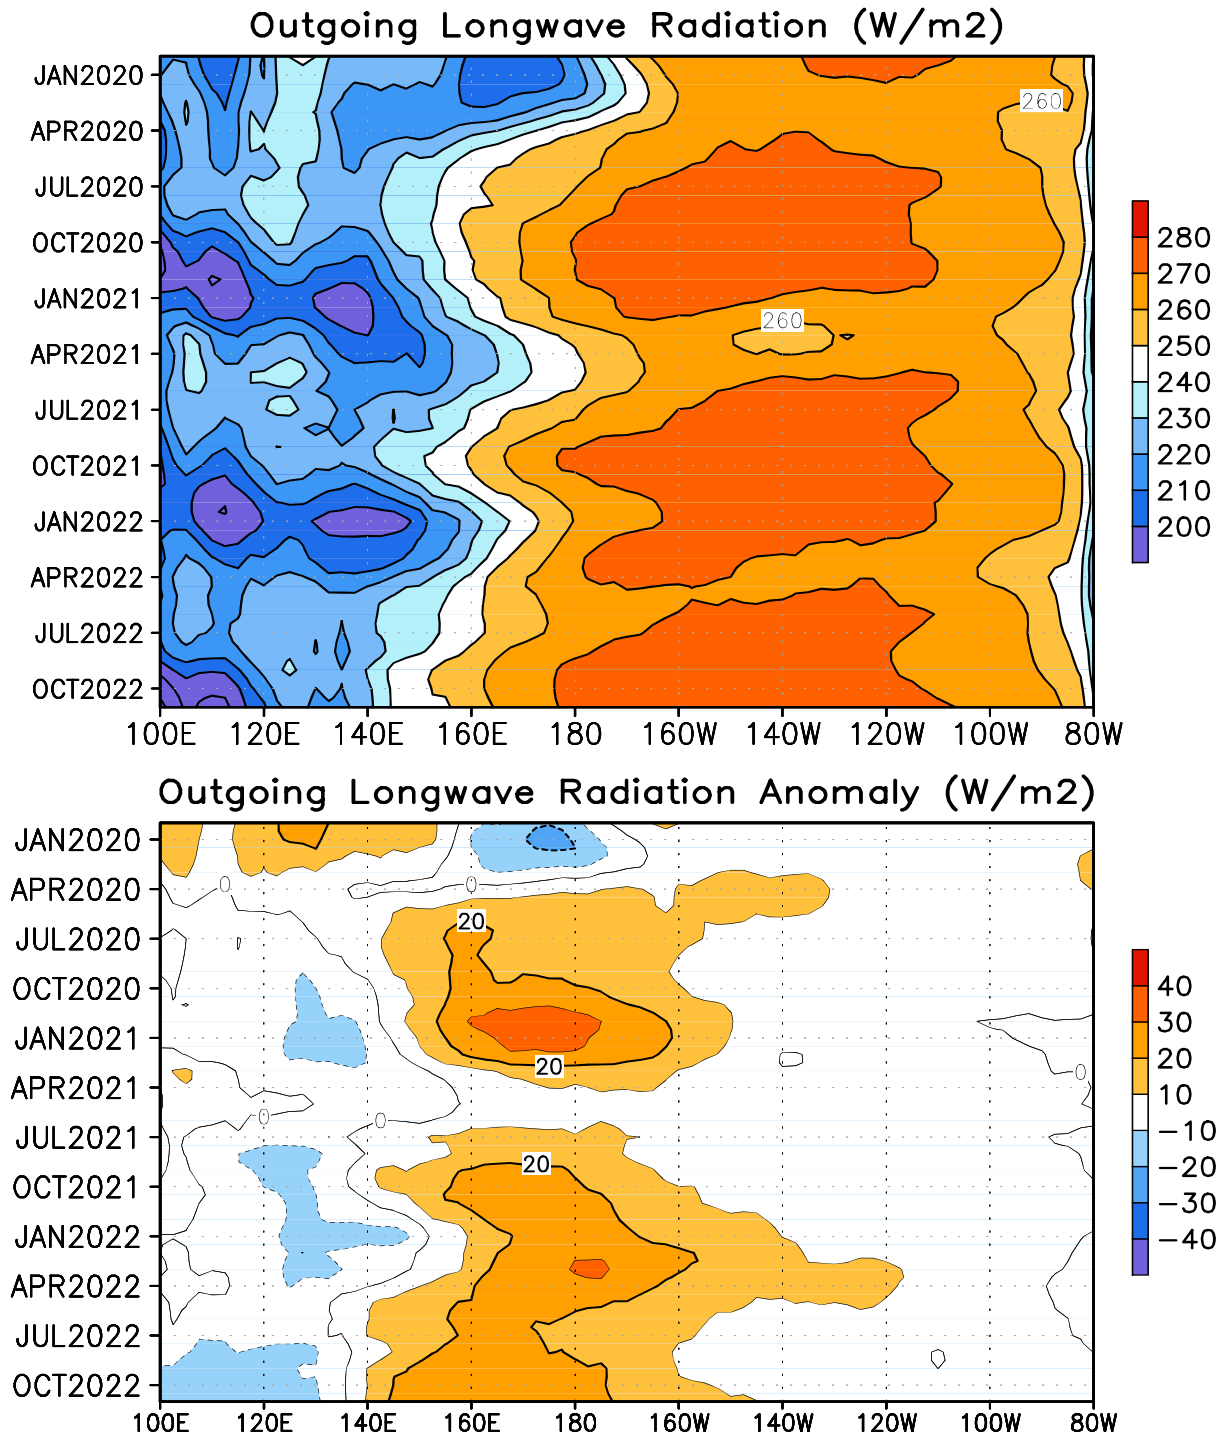 Outgoing Longwave Radiation (W/m2)
JAN2020
260
APR2020
JUL2020
OCT2020
JAN2021
260
APR2021
JUL2021
OCT2021
JAN2022
APR2022
JUL2022
OCT2022
100E 120E 140E 160E 180 160W 140W 120W 100W 80W
280
270
260
250
240
230
220
210
200
Outgoing Longwave Radiation Anomaly (W/m2)
JAN2020
APR2020
0 0
20
JUL2020
OCT2020
JAN2021
20
0
APR2021
0 0
JUL2021
20
OCT2021
JAN2022
APR2022
JUL2022
OCT2022
100E 120E 140E 160E 180 160W 140W 120W 100W 80W
40
30
20
10
-10
-20
-30
-40